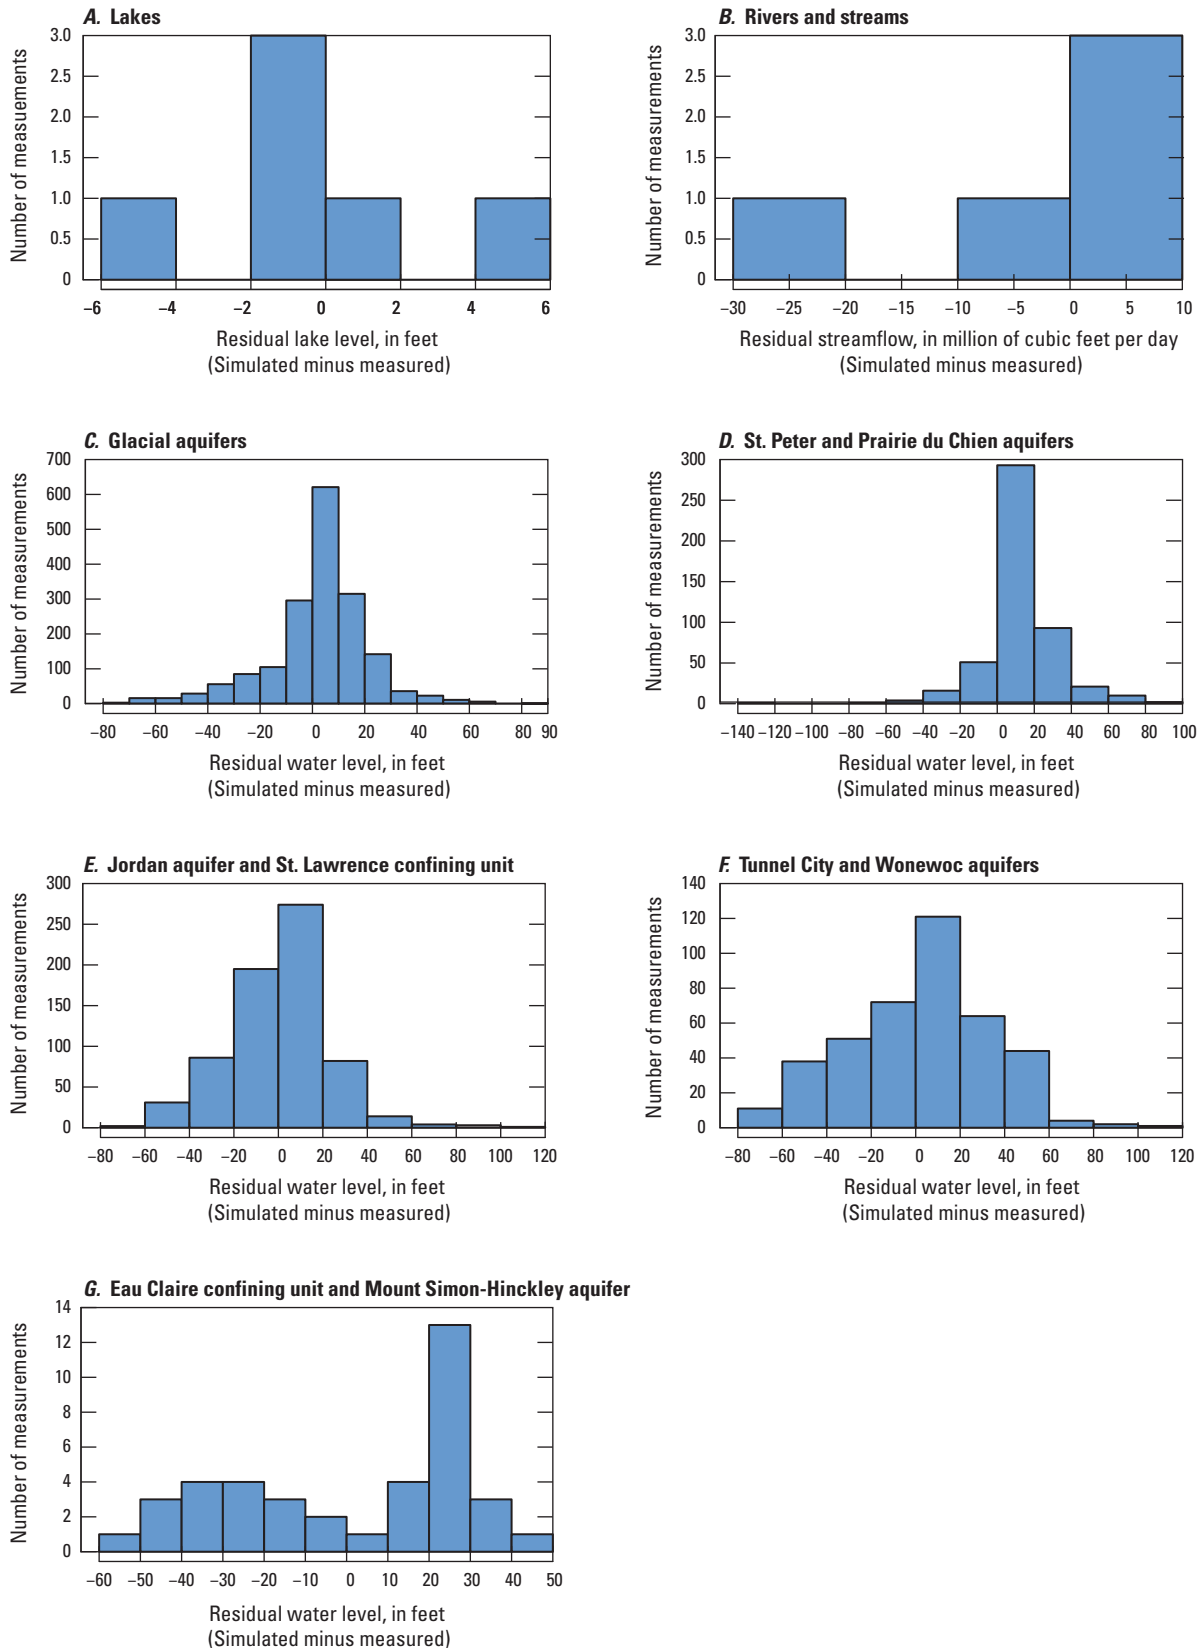 A. Lakes
Number of measuements
3.0
2.5
2.0
1.5
1.0
0.5
0
−6 −4 −2 0 2 4 6
Residual lake level, in feet
(Simulated minus measured)
B. Rivers and streams
Number of measurements
3.0
2.5
2.0
1.5
1.0
0.5
0
−30 −25 −20 −15 −10 −5 0 5 10
Residual streamflow, in million of cubic feet per day
(Simulated minus measured)
C. Glacial aquifers
Number of measurements
700
600
500
400
300
200
100
0
−80 −60 −40 −20 0 20 40 60 80 90
Residual water level, in feet
(Simulated minus measured)
D. St. Peter and Prairie du Chien aquifers
Number of measurements
300
250
200
150
100
50
0
−140 −120 −100 −80 −60 −40 −20 0 20 40 60 80 100
Residual water level, in feet
(Simulated minus measured)
E. Jordan aquifer and St. Lawrence confining unit
Number of measurements
300
250
200
150
100
50
0
−80 −60 −40 −20 0 20 40 60 80 100 120
Residual water level, in feet
(Simulated minus measured)
F. Tunnel City and Wonewoc aquifers
Number of measurements
140
120
100
80
60
40
20
0
−80 −60 −40 −20 0 20 40 60 80 100 120
Residual water level, in feet
(Simulated minus measured)
G. Eau Claire confining unit and Mount Simon-Hinckley aquifer
Number of measurements
14
12
10
8
6
4
2
0
−60 −50 −40 −30 −20 −10 0 10 20 30 40 50
Residual water level, in feet
(Simulated minus measured)